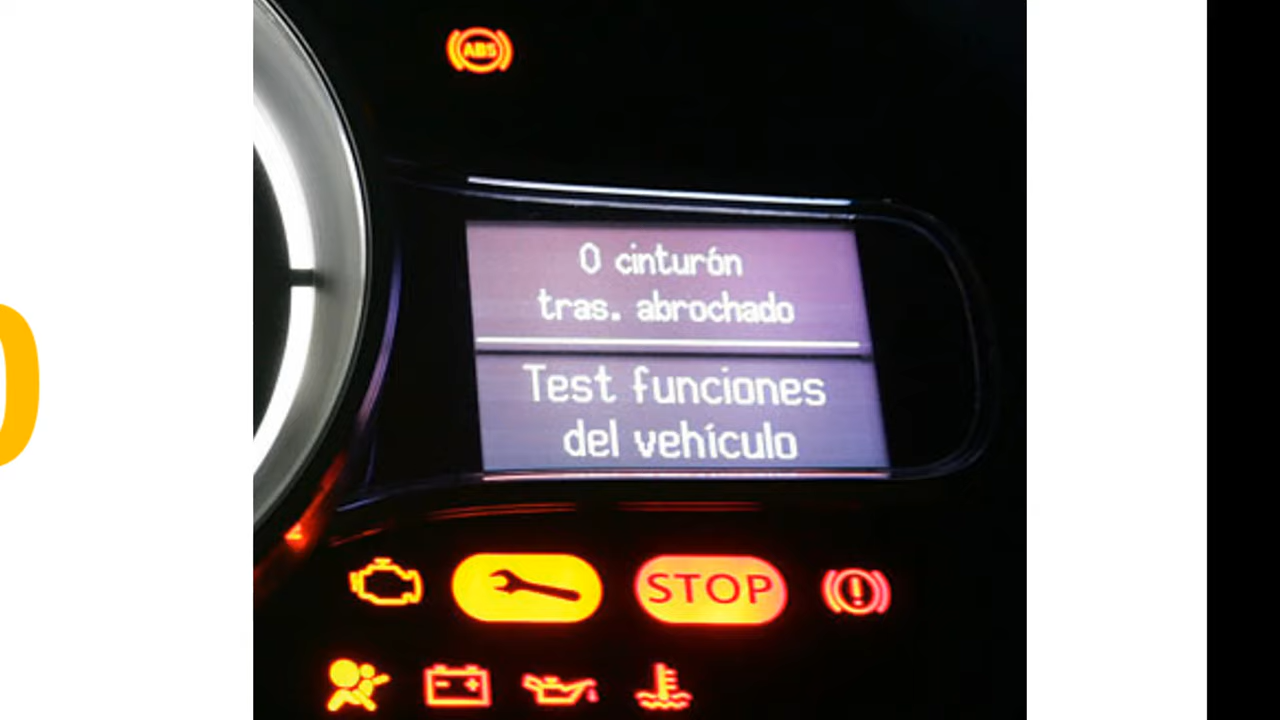 ABS
0 cinturón
tras. abrochado
Test funciones
del vehículo
STOP